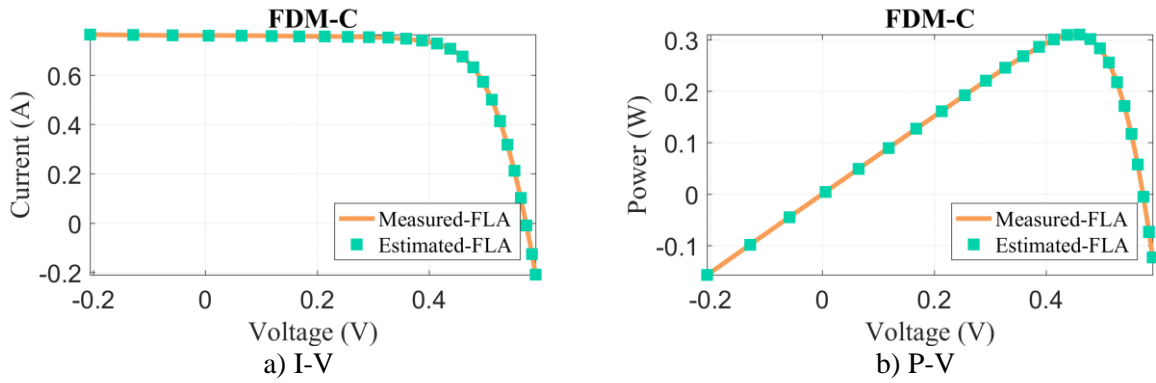 FDM-C
Current (A)
0.6
0.4
0.2
0
-0.2
-0.2
0
0.2
0.4
Voltage (V)
Measured-FLA
Estimated-FLA
a) I-V
FDM-C
Power (W)
0.3
0.2
0.1
0
-0.1
-0.2
0
0.2
0.4
Voltage (V)
Measured-FLA
Estimated-FLA
b) P-V